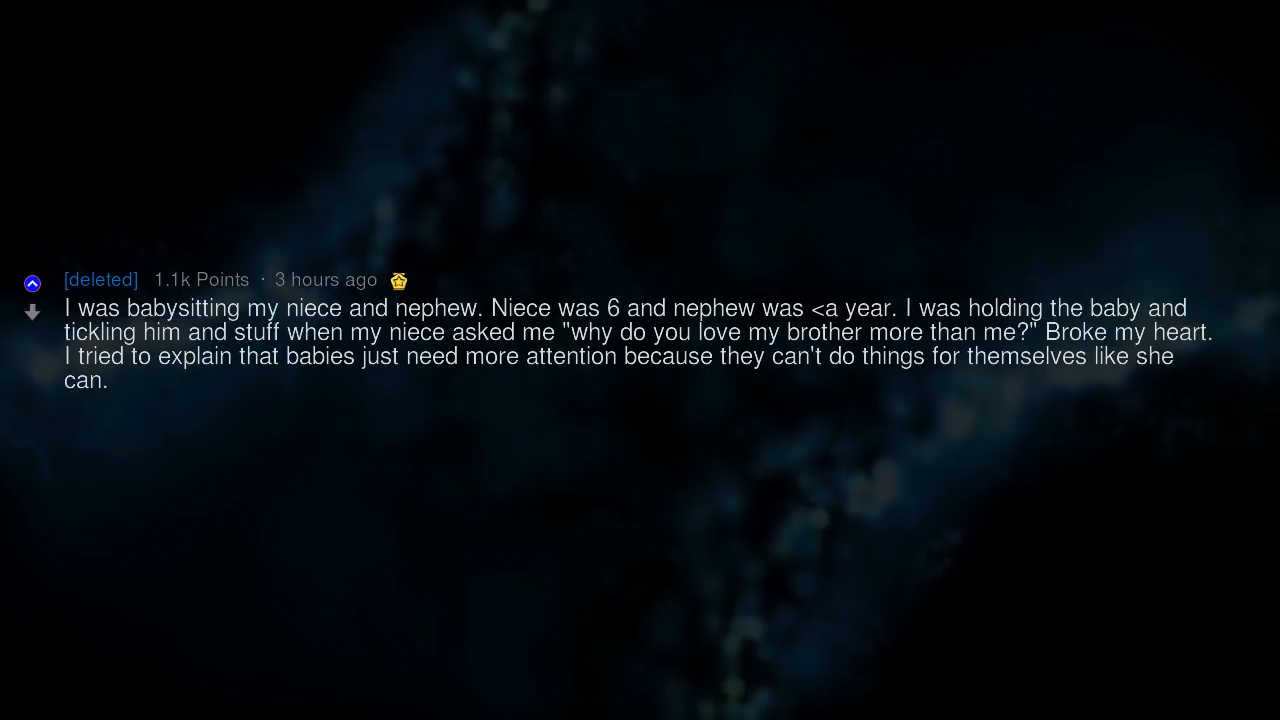 [deleted] 1.1k Points · 3 hours ago
I was babysitting my niece and nephew. Niece was 6 and nephew was <a year. I was holding the baby and
tickling him and stuff when my niece asked me "why do you love my brother more than me?" Broke my heart.
I tried to explain that babies just need more attention because they can't do things for themselves like she
can.